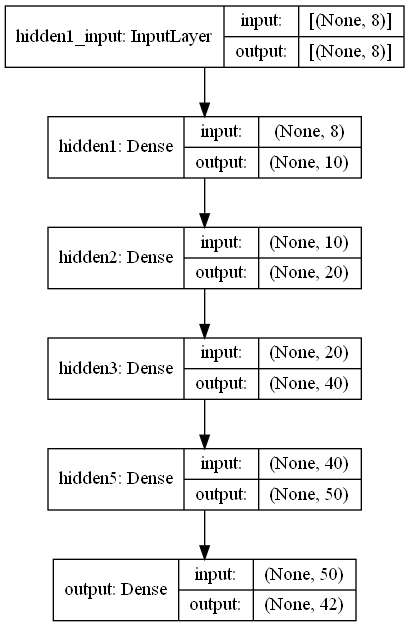 hidden1_input: InputLayer
input: [(None, 8)]
output: [(None, 8)]
hidden1: Dense
input: (None, 8)
output: (None, 10)
hidden2: Dense
input: (None, 10)
output: (None, 20)
hidden3: Dense
input: (None, 20)
output: (None, 40)
hidden5: Dense
input: (None, 40)
output: (None, 50)
output: Dense
input: (None, 50)
output: (None, 42)